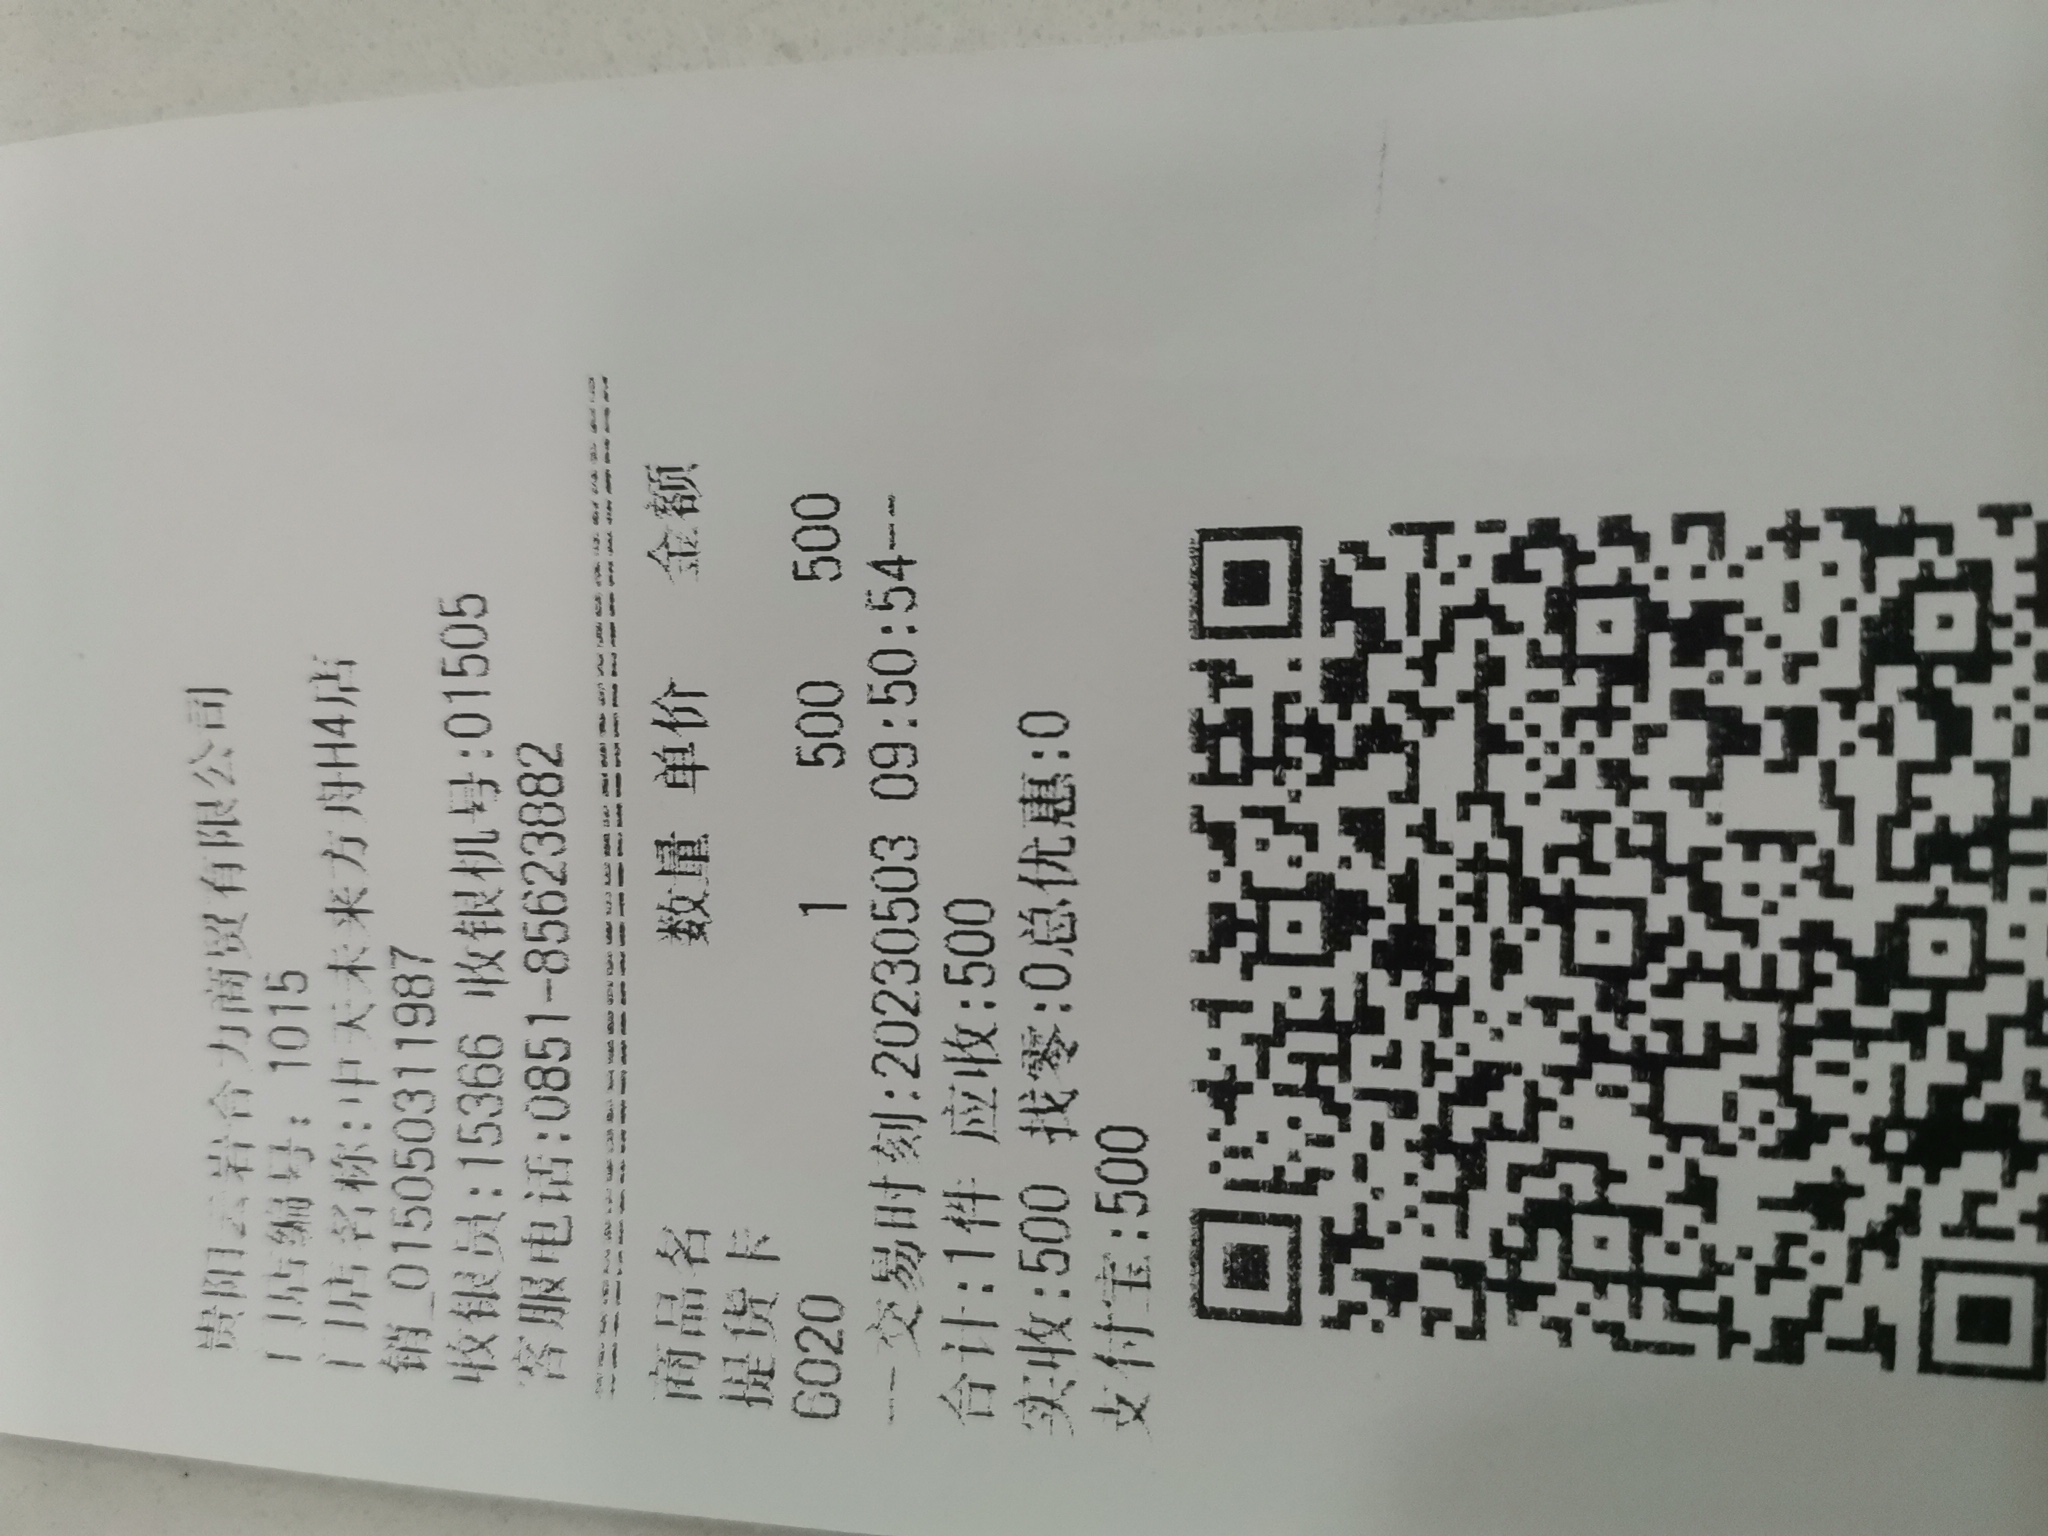 贵阳云岩合力商贸有限公司
门店编号: 1015
门店名称:中天未来方舟H4店
销_015050311987
收银员:15366 收银机号:01505
客服电话:0851-85623882
==================================
商品名 数量 单价 金额
提货卡
6020 1 500 500
--交易时刻:20230503 09:50:54--
合计:1件 应收:500
实收:500 找零:0总优惠:0
支付宝:500